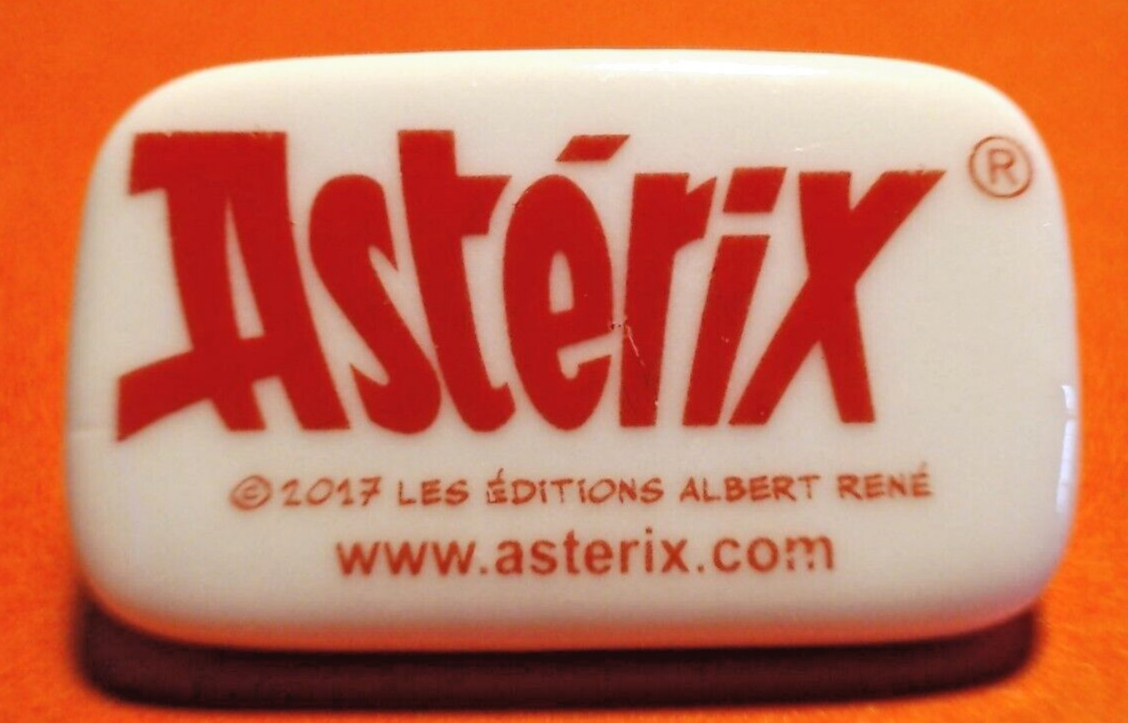 Astérix ®
© 2017 LES ÉDITIONS ALBERT RENÉ
www.asterix.com